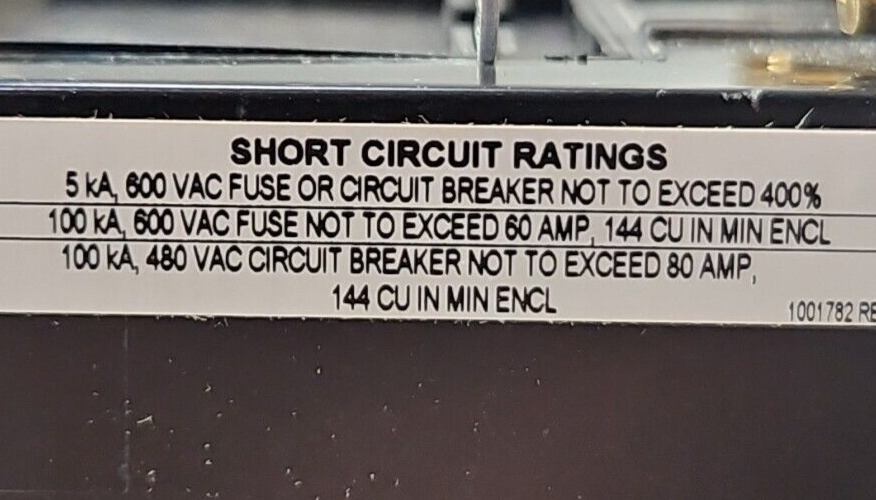 SHORT CIRCUIT RATINGS
5 kA, 600 VAC FUSE OR CIRCUIT BREAKER NOT TO EXCEED 400%
100 kA, 600 VAC FUSE NOT TO EXCEED 60 AMP, 144 CU IN MIN ENCL
100 kA, 480 VAC CIRCUIT BREAKER NOT TO EXCEED 80 AMP,
144 CU IN MIN ENCL
1001782